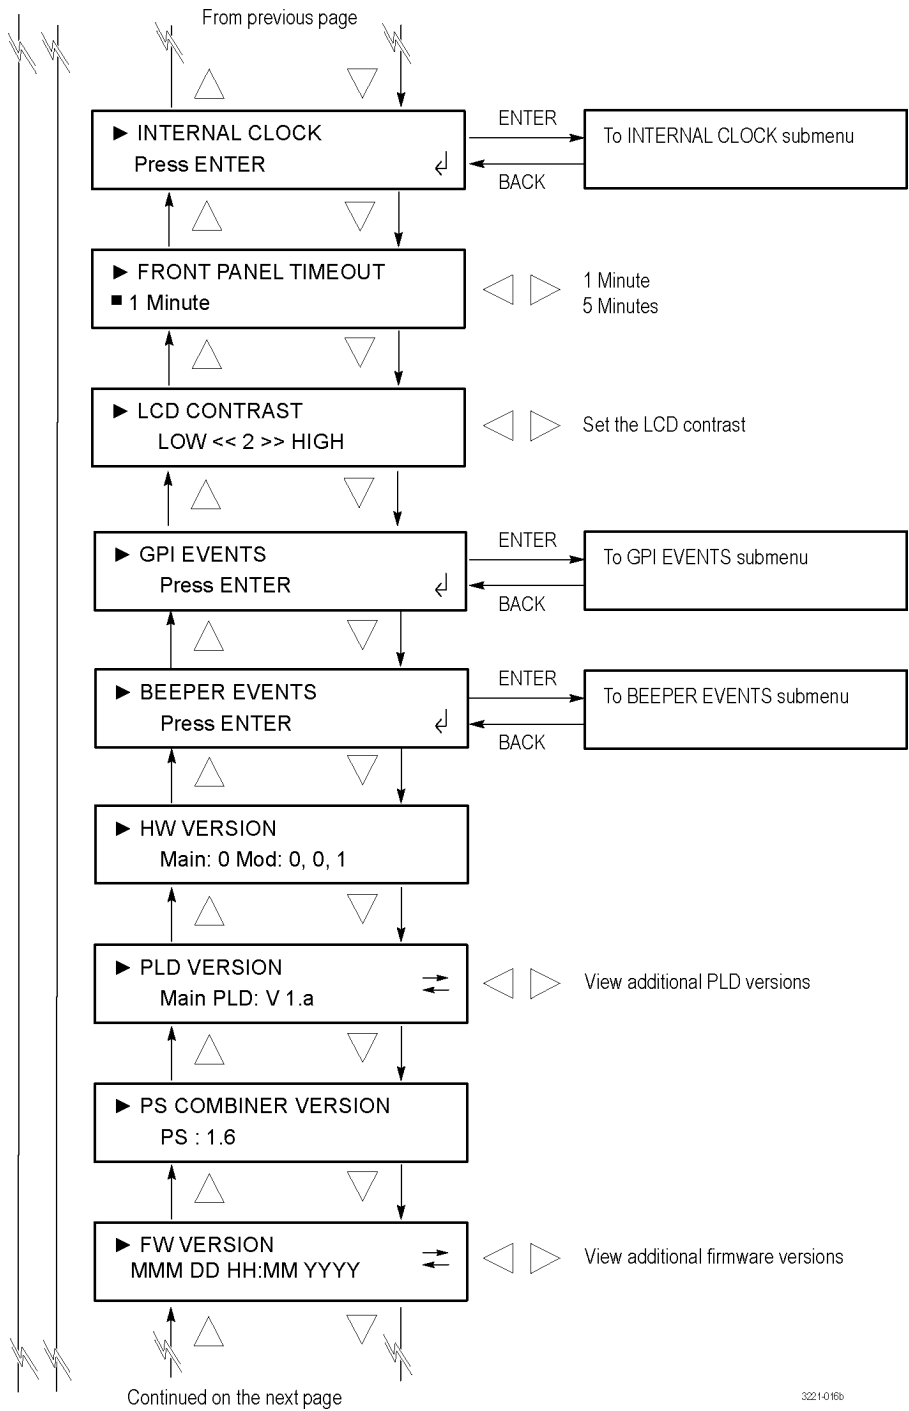 From previous page
► INTERNAL CLOCK
Press ENTER
ENTER
BACK
To INTERNAL CLOCK submenu
► FRONT PANEL TIMEOUT
■ 1 Minute
1 Minute
5 Minutes
► LCD CONTRAST
LOW << 2 >> HIGH
Set the LCD contrast
► GPI EVENTS
Press ENTER
ENTER
BACK
To GPI EVENTS submenu
► BEEPER EVENTS
Press ENTER
ENTER
BACK
To BEEPER EVENTS submenu
► HW VERSION
Main: 0 Mod: 0, 0, 1
► PLD VERSION
Main PLD: V 1.a
View additional PLD versions
► PS COMBINER VERSION
PS : 1.6
► FW VERSION
MMM DD HH:MM YYYY
View additional firmware versions
Continued on the next page
3221-016b